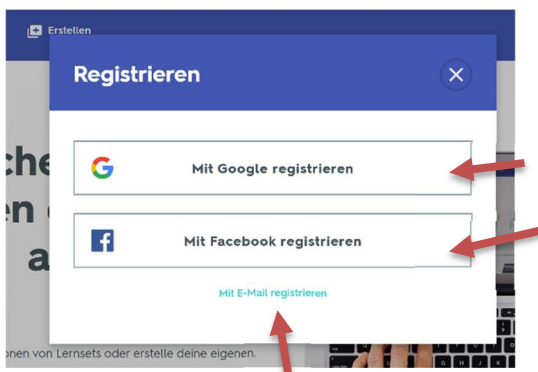 Erstellen
Registrieren
Mit Google registrieren
Mit Facebook registrieren
Mit E-Mail registrieren
onen von Lernsets oder erstelle deine eigenen.